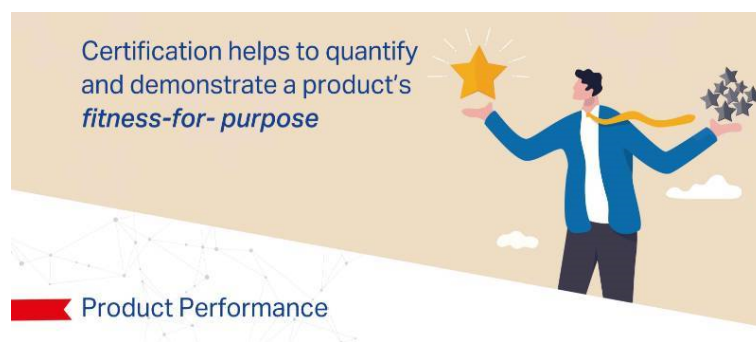 Certification helps to quantify
and demonstrate a product's
fitness-for- purpose
Product Performance